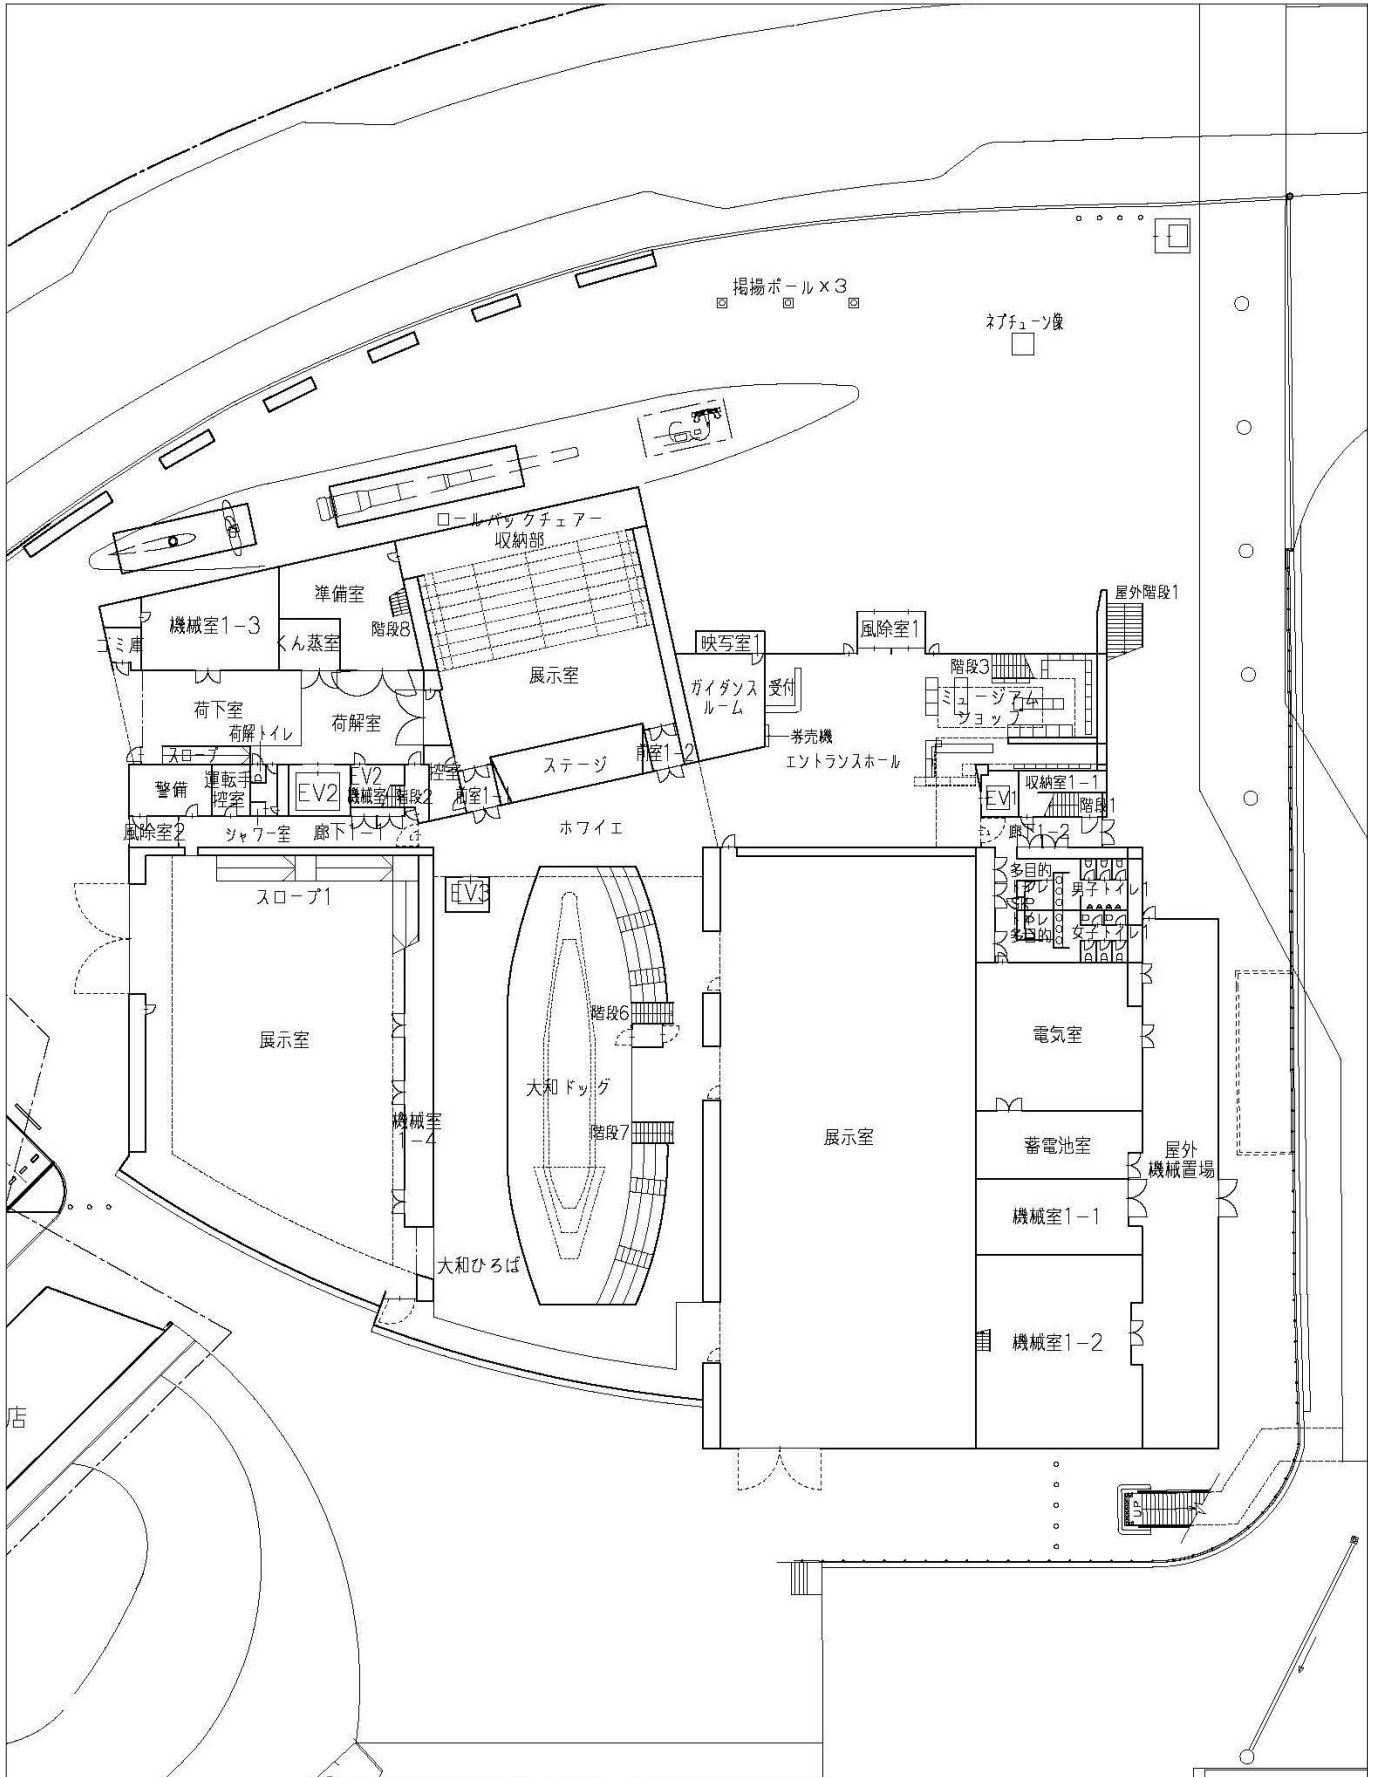 掲揚ポール×3
ネプチューン像
ロールバックチェアー
収納部
準備室
機械室1-3
くん蒸室
階段8
ゴミ庫
展示室
屋外階段1
風除室1
映写室1
階段3
ガイダンス
ルーム
受付
ミュージアム
ショップ
荷下室
荷解トイレ
荷解室
スロープ
券売機
前室1-2
エントランスホール
ステージ
控室
警備
運転手
控室
EV2
EV2
階段2
EV1
収納室1-1
階段1
風除室2
シャワー室
廊下1-1
ホワイエ
廊下1-2
スロープ1
EV3
多目的
トイレ
男子トイレ1
トイレ
多目的
女子トイレ1
階段6
展示室
電気室
大和ドッグ
機械室
1-4
階段7
展示室
蓄電池室
屋外
機械置場
機械室1-1
大和ひろば
機械室1-2
店
UP